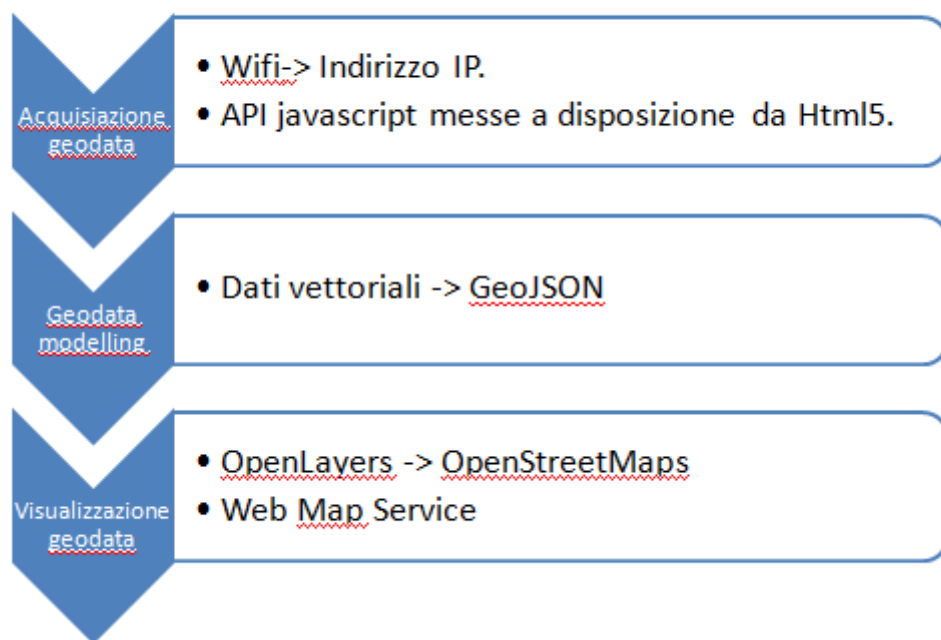 Acquisiazione
geodata
• Wifi-> Indirizzo IP.
• API javascript messe a disposizione da Html5.
Geodata
modelling
• Dati vettoriali -> GeoJSON
Visualizzazione
geodata
• OpenLayers -> OpenStreetMaps
• Web Map Service